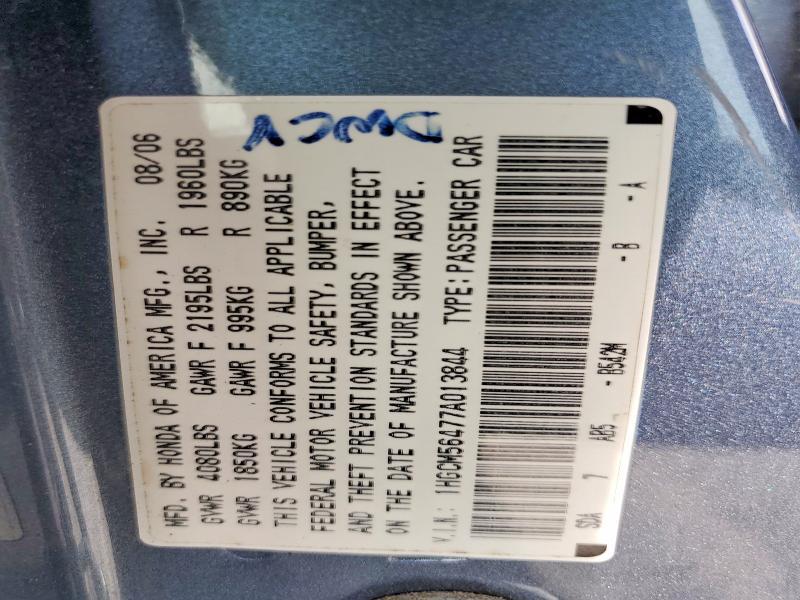 MFD. BY HONDA OF AMERICA MFG., INC. 08/06
GVWR 4080LBS GAWR F 2195LBS R 1960LBS
GVWR 1850KG GAWR F 995KG R 890KG
THIS VEHICLE CONFORMS TO ALL APPLICABLE
FEDERAL MOTOR VEHICLE SAFETY, BUMPER,
AND THEFT PREVENTION STANDARDS IN EFFECT
ON THE DATE OF MANUFACTURE SHOWN ABOVE.
V.I.N.: 1HGCM56477A013844 TYPE:PASSENGER CAR
SDA 7 AB5 - B542M - B - A